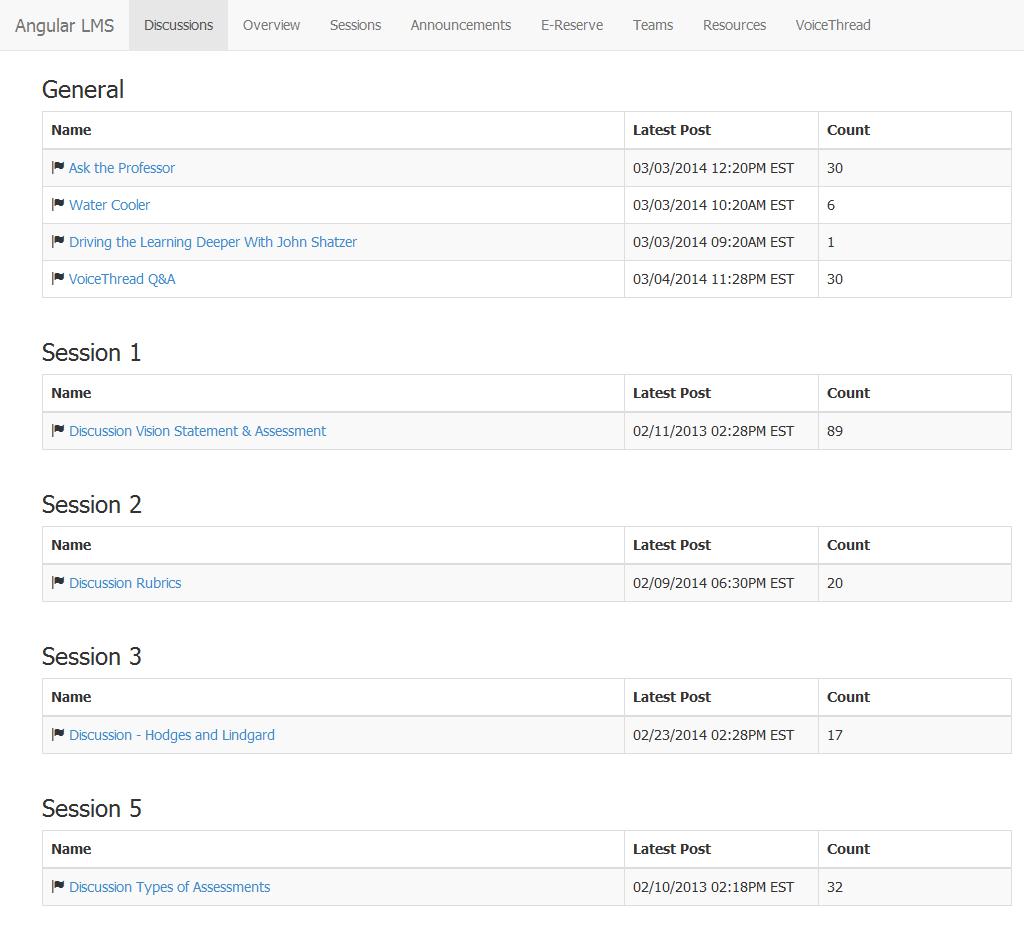 Angular LMS Discussions Overview Sessions Announcements E-Reserve Teams Resources VoiceThread
General
Name Latest Post Count
Ask the Professor 03/03/2014 12:20PM EST 30
Water Cooler 03/03/2014 10:20AM EST 6
Driving the Learning Deeper With John Shatzer 03/03/2014 09:20AM EST 1
VoiceThread Q&A 03/04/2014 11:28PM EST 30
Session 1
Name Latest Post Count
Discussion Vision Statement & Assessment 02/11/2013 02:28PM EST 89
Session 2
Name Latest Post Count
Discussion Rubrics 02/09/2014 06:30PM EST 20
Session 3
Name Latest Post Count
Discussion - Hodges and Lindgard 02/23/2014 02:28PM EST 17
Session 5
Name Latest Post Count
Discussion Types of Assessments 02/10/2013 02:18PM EST 32